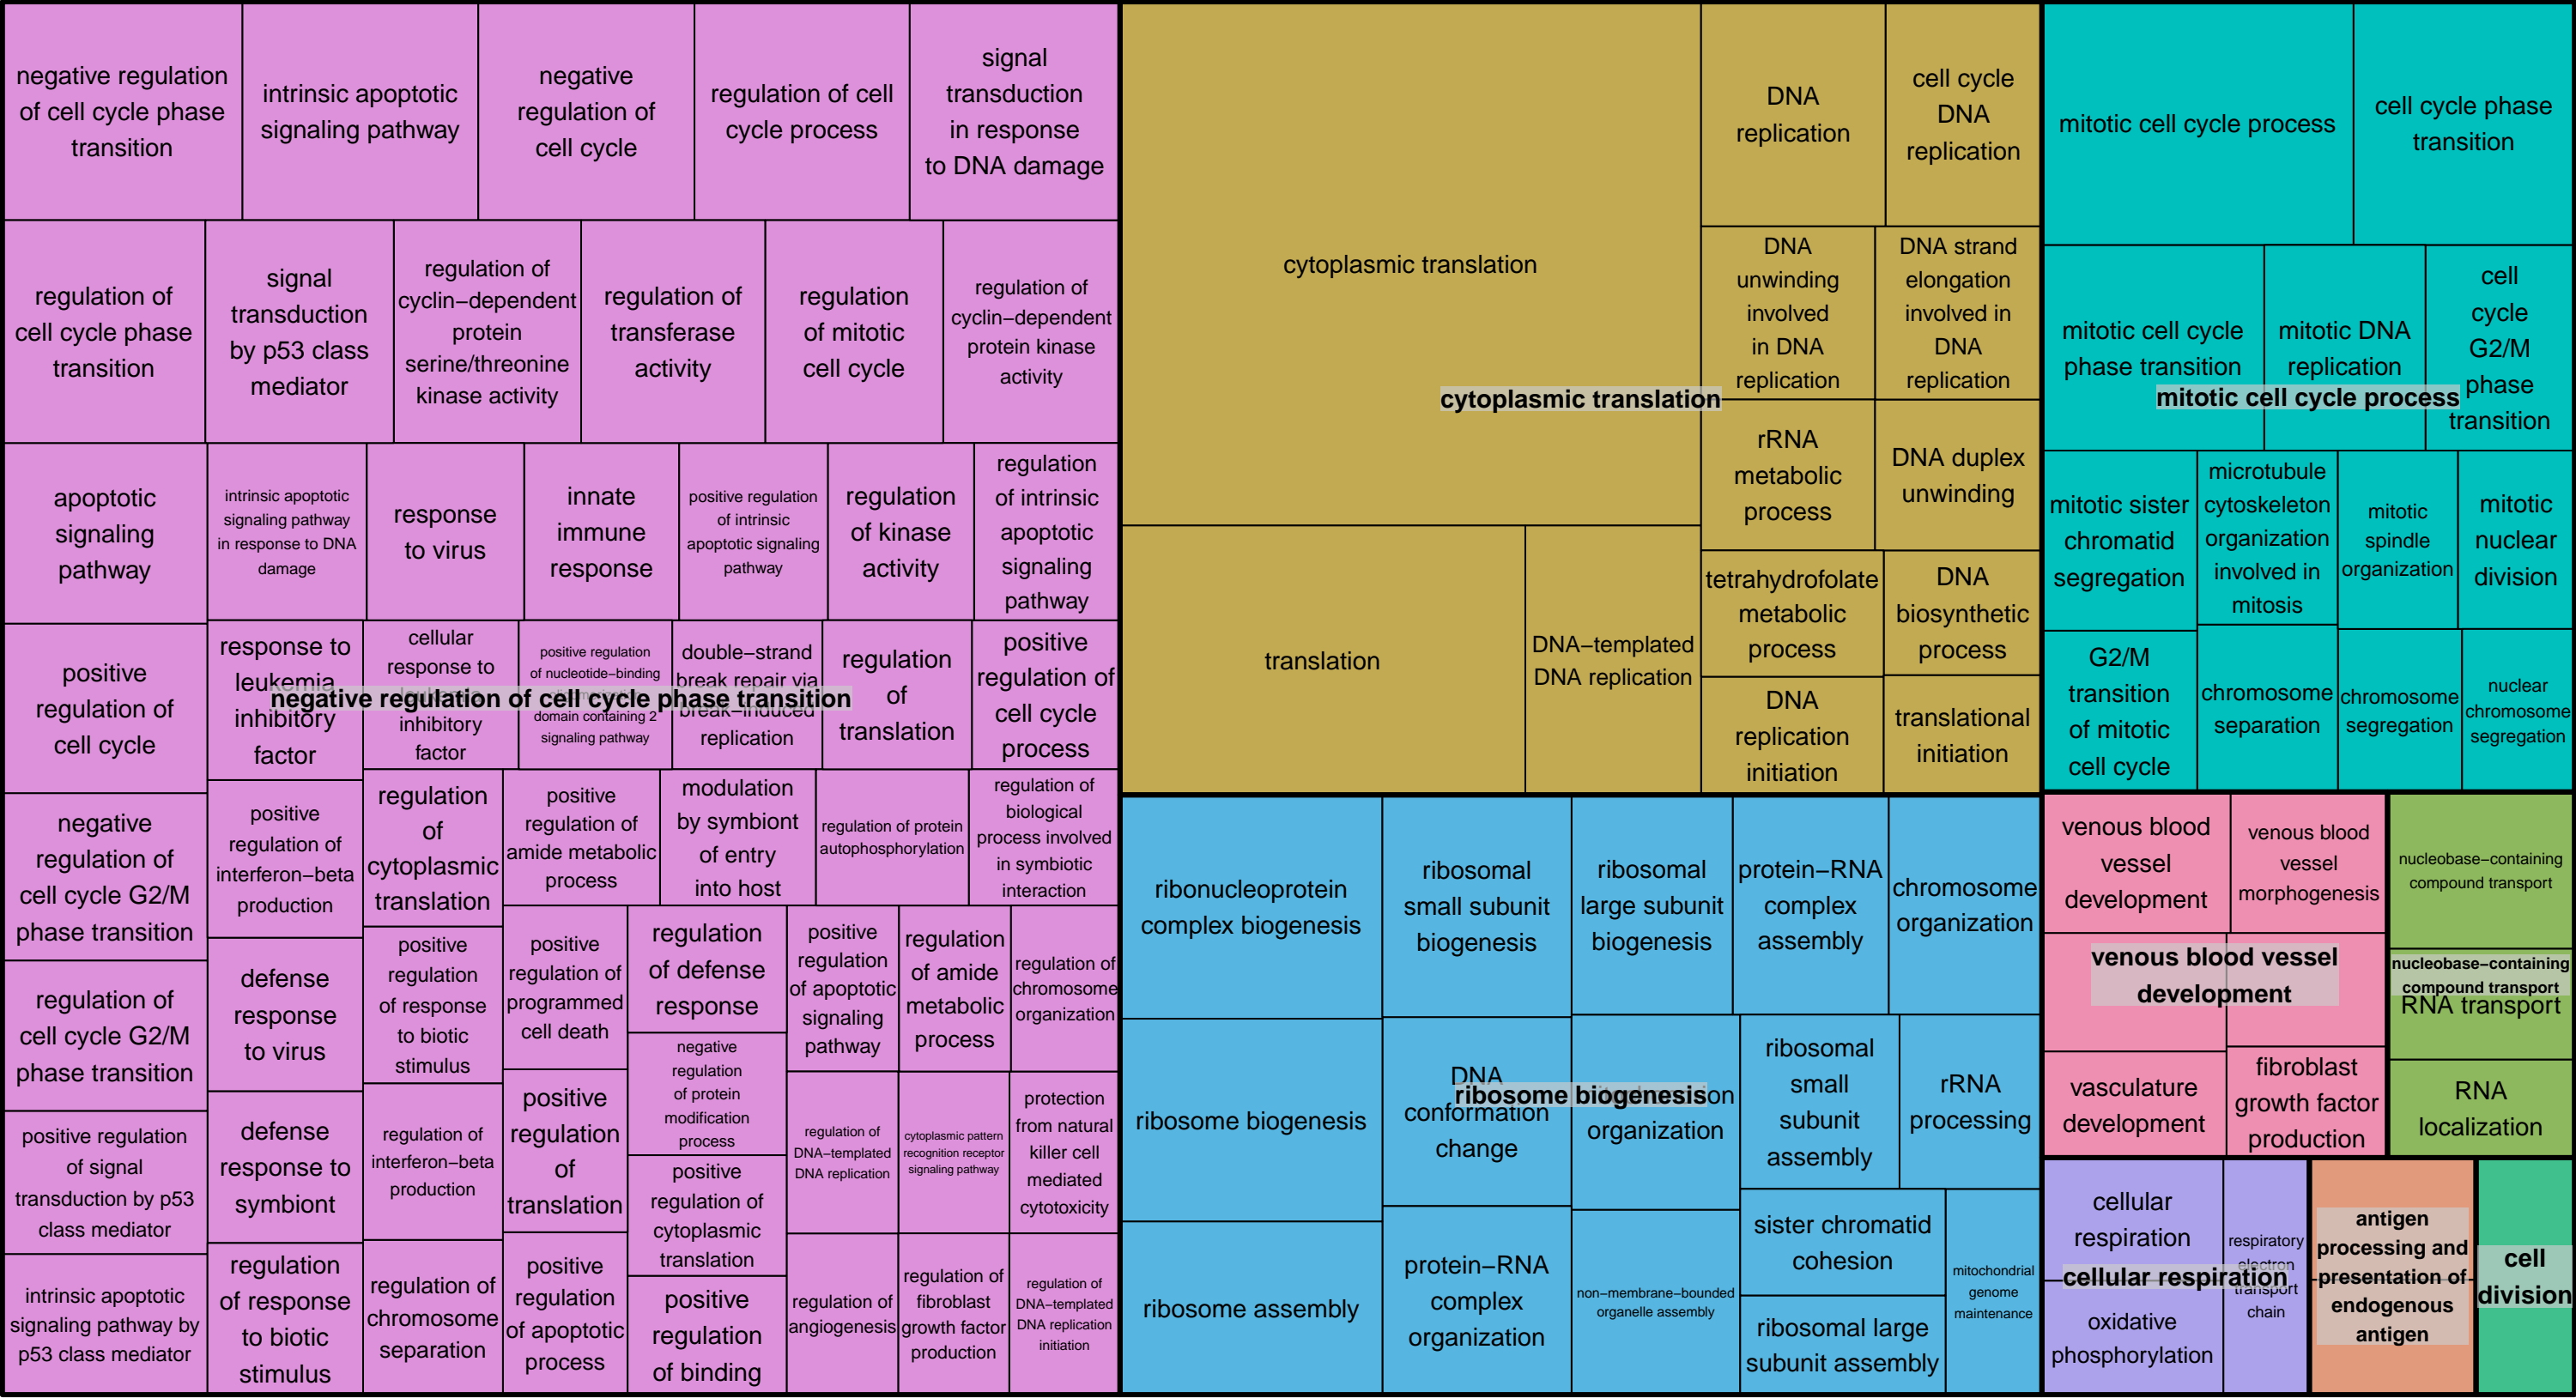 negative regulation
of cell cycle phase
transition
intrinsic apoptotic
signaling pathway
negative
regulation of
cell cycle
regulation of cell
cycle process
signal
transduction
in response
to DNA damage
regulation of
cell cycle phase
transition
signal
transduction
by p53 class
mediator
regulation of
cyclin−dependent
protein
serine/threonine
kinase activity
regulation of
transferase
activity
regulation
of mitotic
cell cycle
regulation of
cyclin−dependent
protein kinase
activity
apoptotic
signaling
pathway
intrinsic apoptotic
signaling pathway
in response to DNA
damage
response
to virus
innate
immune
response
positive regulation
of intrinsic
apoptotic signaling
pathway
regulation
of kinase
activity
regulation
of intrinsic
apoptotic
signaling
pathway
positive
regulation of
cell cycle
response to
leukemia
inhibitory
factor
cellular
response to
leukemia
inhibitory
factor
positive regulation
of nucleotide−binding
domain containing 2
signaling pathway
double−strand
break repair via
break−induced
replication
regulation
of
translation
positive
regulation of
cell cycle
process
negative regulation of cell cycle phase transition
negative
regulation of
cell cycle G2/M
phase transition
positive
regulation of
interferon−beta
production
regulation
of
cytoplasmic
translation
positive
regulation of
amide metabolic
process
modulation
by symbiont
of entry
into host
regulation of protein
autophosphorylation
regulation of
biological
process involved
in symbiotic
interaction
regulation of
cell cycle G2/M
phase transition
defense
response
to virus
positive
regulation
of response
to biotic
stimulus
positive
regulation of
programmed
cell death
regulation
of defense
response
positive
regulation
of apoptotic
signaling
pathway
regulation
of amide
metabolic
process
regulation of
chromosome
organization
negative
regulation
of protein
modification
process
positive regulation
of signal
transduction by p53
class mediator
defense
response to
symbiont
regulation of
interferon−beta
production
positive
regulation
of
translation
positive
regulation of
cytoplasmic
translation
regulation of
DNA−templated
DNA replication
cytoplasmic pattern
recognition receptor
signaling pathway
protection
from natural
killer cell
mediated
cytotoxicity
intrinsic apoptotic
signaling pathway by
p53 class mediator
regulation
of response
to biotic
stimulus
regulation of
chromosome
separation
positive
regulation
of apoptotic
process
positive
regulation
of binding
regulation of
angiogenesis
regulation of
fibroblast
growth factor
production
regulation of
DNA−templated
DNA replication
initiation
cytoplasmic translation
DNA
replication
cell cycle
DNA
replication
DNA
unwinding
involved
in DNA
replication
DNA strand
elongation
involved in
DNA
replication
cytoplasmic translation
rRNA
metabolic
process
DNA duplex
unwinding
translation
DNA−templated
DNA replication
tetrahydrofolate
metabolic
process
DNA
biosynthetic
process
DNA
replication
initiation
translational
initiation
ribonucleoprotein
complex biogenesis
ribosomal
small subunit
biogenesis
ribosomal
large subunit
biogenesis
protein−RNA
complex
assembly
chromosome
organization
ribosome biogenesis
DNA
conformation
change
organization
ribosome biogenesis
ribosomal
small
subunit
assembly
rRNA
processing
ribosome assembly
protein−RNA
complex
organization
non−membrane−bounded
organelle assembly
sister chromatid
cohesion
ribosomal large
subunit assembly
mitochondrial
genome
maintenance
mitotic cell cycle process
cell cycle phase
transition
mitotic cell cycle
phase transition
mitotic DNA
replication
cell
cycle
G2/M
phase
transition
mitotic cell cycle process
mitotic sister
chromatid
segregation
microtubule
cytoskeleton
organization
involved in
mitosis
mitotic
spindle
organization
mitotic
nuclear
division
G2/M
transition
of mitotic
cell cycle
chromosome
separation
chromosome
segregation
nuclear
chromosome
segregation
venous blood
vessel
development
venous blood
vessel
morphogenesis
venous blood vessel
development
vasculature
development
fibroblast
growth factor
production
nucleobase−containing
compound transport
nucleobase−containing
compound transport
RNA transport
RNA
localization
cellular
respiration
respiratory
electron
transport
chain
cellular respiration
oxidative
phosphorylation
antigen
processing and
presentation of
endogenous
antigen
cell
division